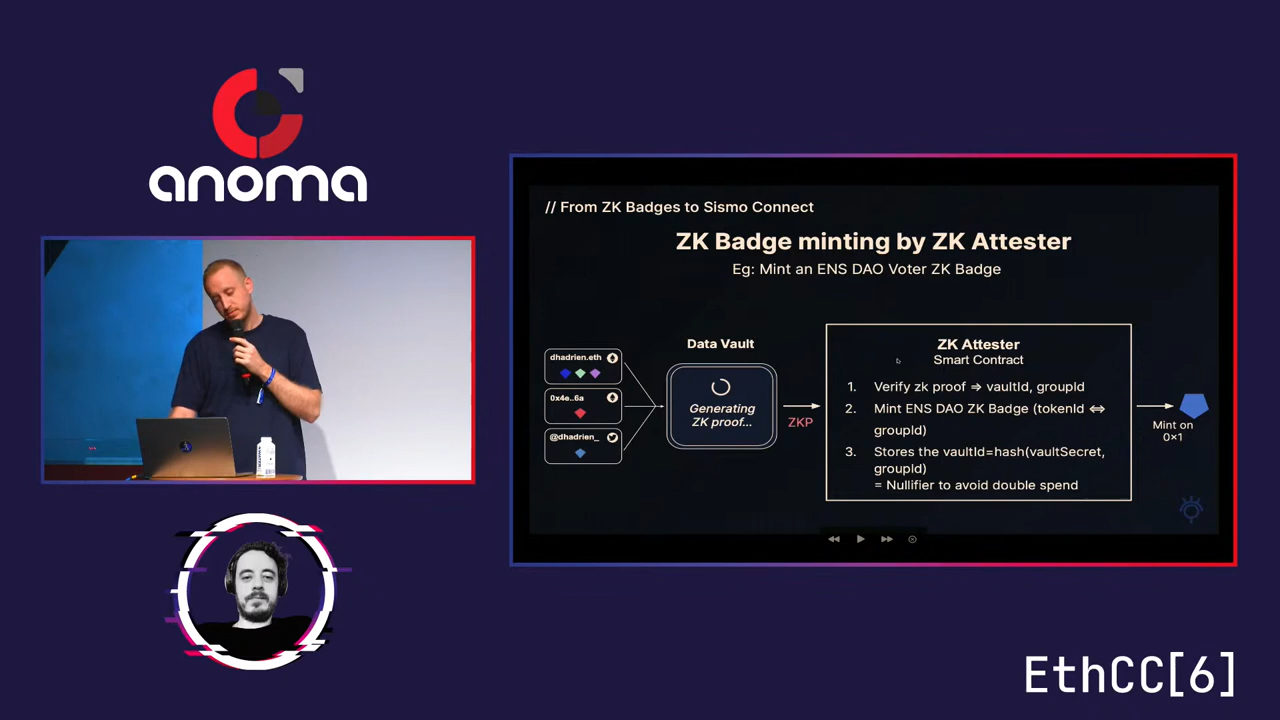 anoma
// From ZK Badges to Sismo Connect
ZK Badge minting by ZK Attester
Eg: Mint an ENS DAO Voter ZK Badge
dhadrien.eth
0x4e..6a
@dhadrien_
Data Vault
Generating
ZK proof...
ZKP
ZK Attester
Smart Contract
1. Verify zk proof ⇒ vaultId, groupId
2. Mint ENS DAO ZK Badge (tokenId ⇔
groupId)
3. Stores the vaultId=hash(vaultSecret,
groupId)
= Nullifier to avoid double spend
Mint on
0x1
EthCC[6]